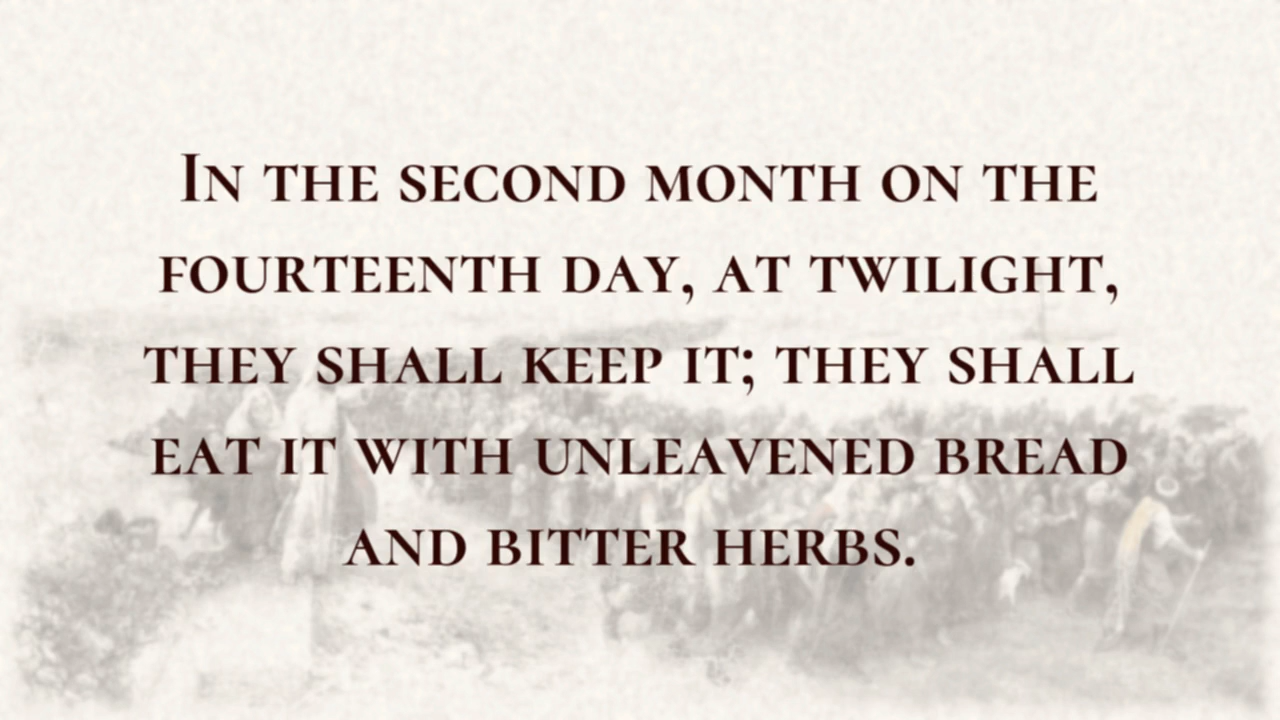 In the second month on the
fourteenth day, at twilight,
they shall keep it; they shall
eat it with unleavened bread
and bitter herbs.